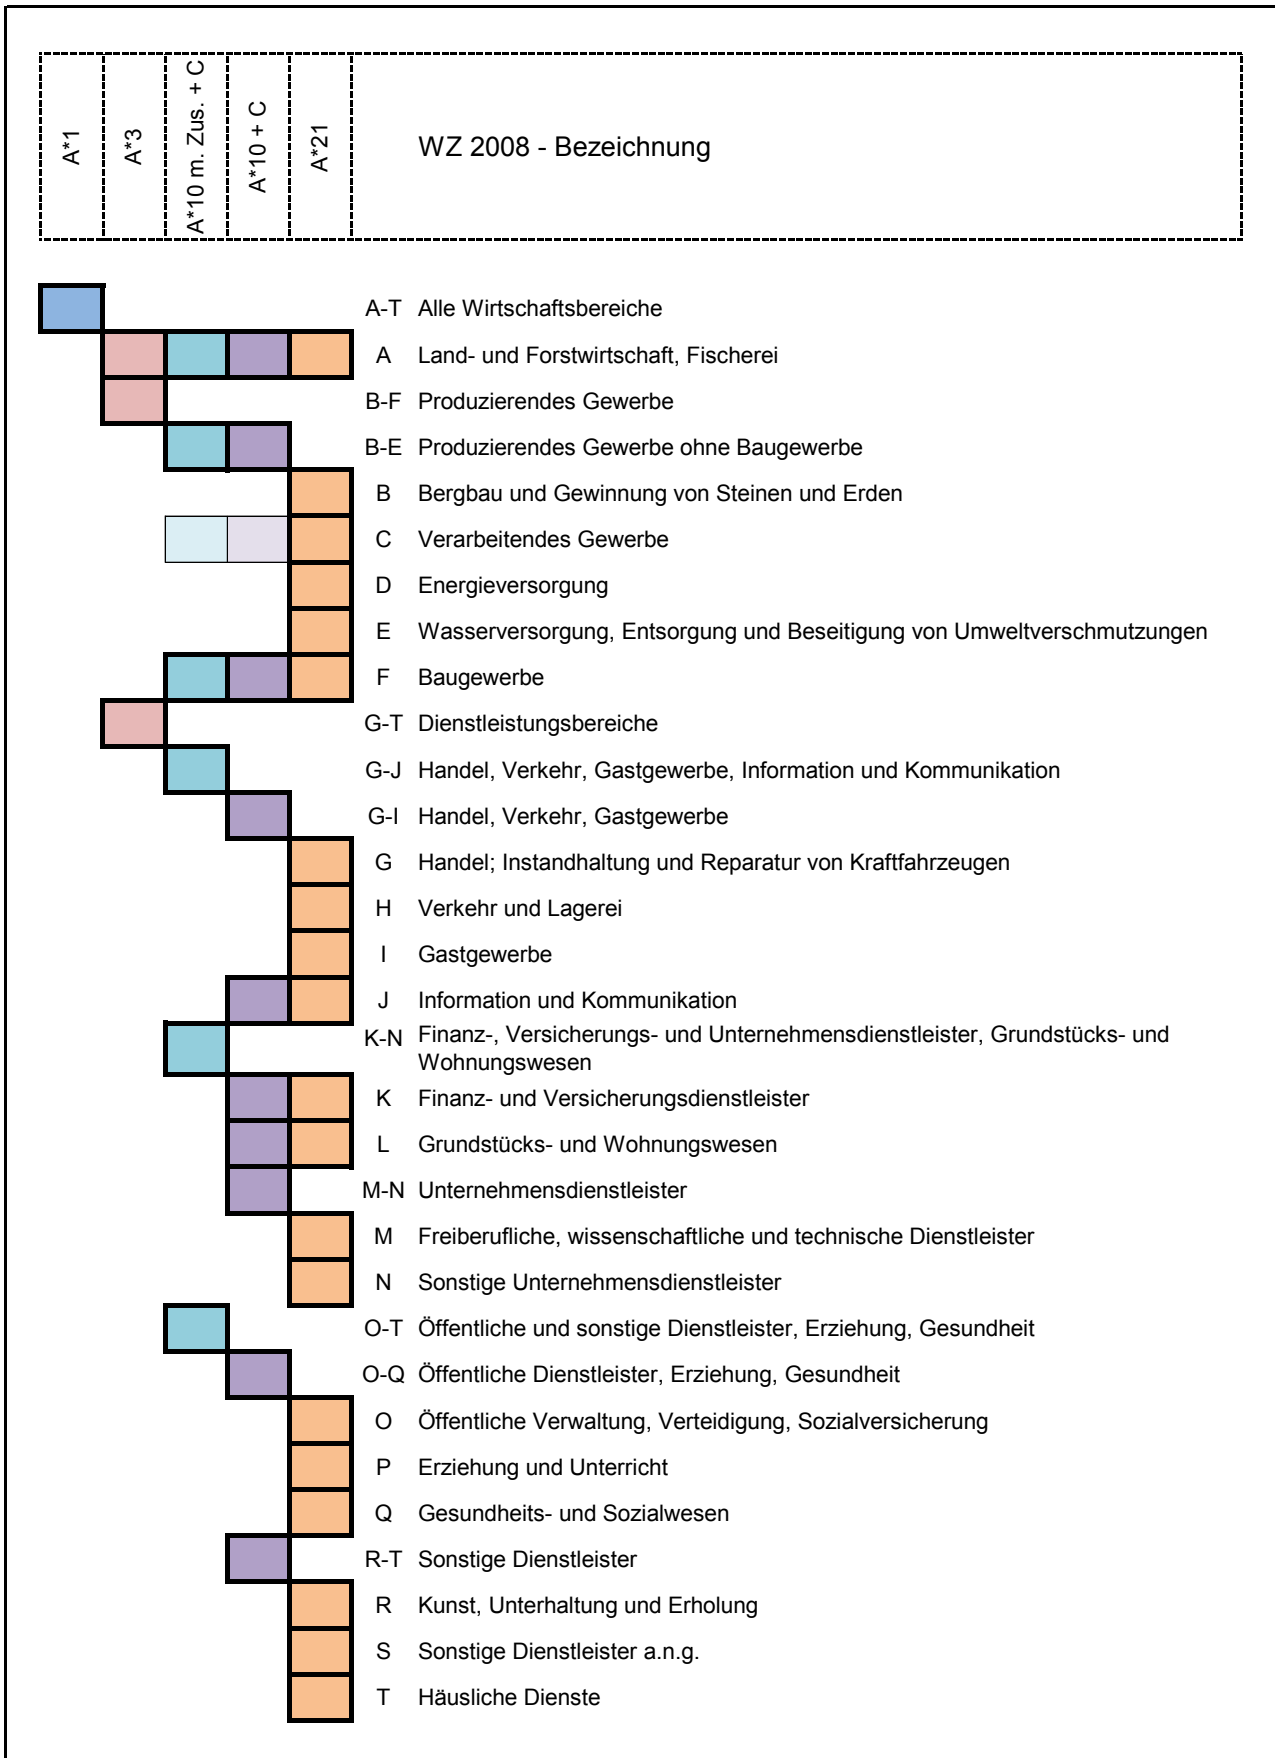 A*1
A*3
A*10 m. Zus. + C
A*10 + C
A*21
WZ 2008 - Bezeichnung
A-T Alle Wirtschaftsbereiche
A Land- und Forstwirtschaft, Fischerei
B-F Produzierendes Gewerbe
B-E Produzierendes Gewerbe ohne Baugewerbe
B Bergbau und Gewinnung von Steinen und Erden
C Verarbeitendes Gewerbe
D Energieversorgung
E Wasserversorgung, Entsorgung und Beseitigung von Umweltverschmutzungen
F Baugewerbe
G-T Dienstleistungsbereiche
G-J Handel, Verkehr, Gastgewerbe, Information und Kommunikation
G-I Handel, Verkehr, Gastgewerbe
G Handel; Instandhaltung und Reparatur von Kraftfahrzeugen
H Verkehr und Lagerei
I Gastgewerbe
J Information und Kommunikation
K-N Finanz-, Versicherungs- und Unternehmensdienstleister, Grundstücks- und
Wohnungswesen
K Finanz- und Versicherungsdienstleister
L Grundstücks- und Wohnungswesen
M-N Unternehmensdienstleister
M Freiberufliche, wissenschaftliche und technische Dienstleister
N Sonstige Unternehmensdienstleister
O-T Öffentliche und sonstige Dienstleister, Erziehung, Gesundheit
O-Q Öffentliche Dienstleister, Erziehung, Gesundheit
O Öffentliche Verwaltung, Verteidigung, Sozialversicherung
P Erziehung und Unterricht
Q Gesundheits- und Sozialwesen
R-T Sonstige Dienstleister
R Kunst, Unterhaltung und Erholung
S Sonstige Dienstleister a.n.g.
T Häusliche Dienste